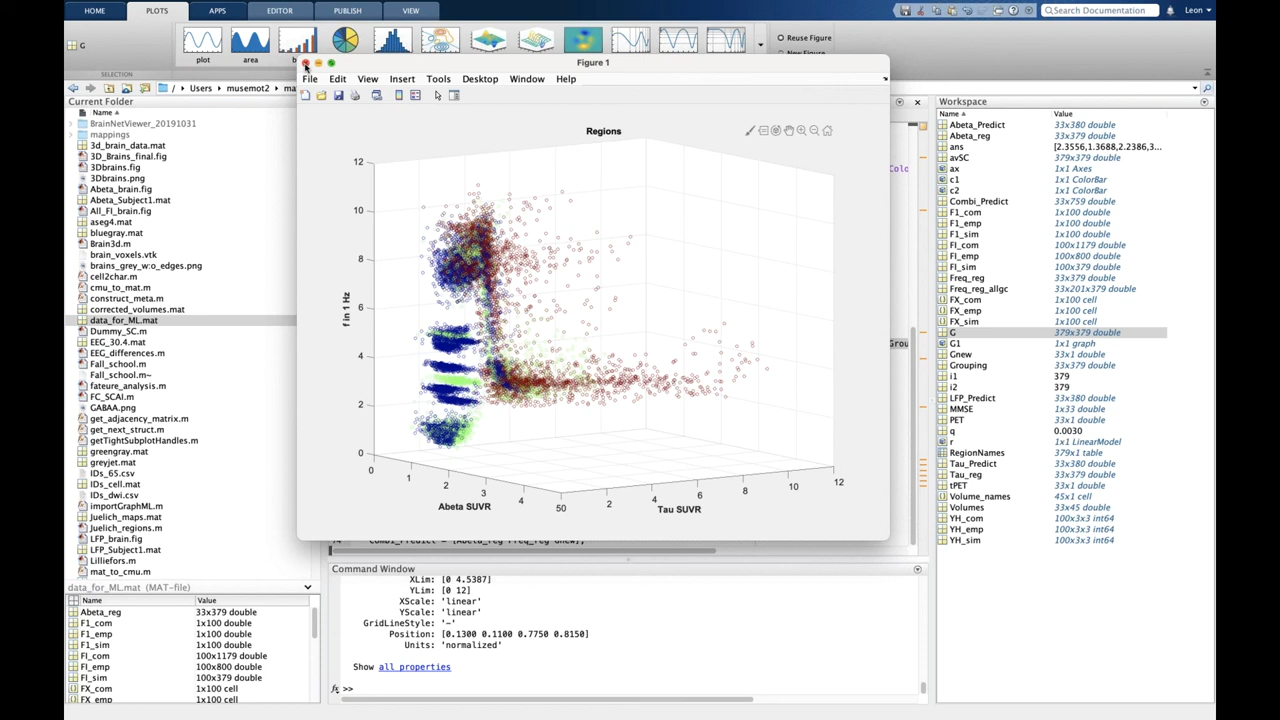 HOME PLOTS APPS EDITOR PUBLISH VIEW Search Documentation Leon
G
plot area Reuse Figure
New Figure
SELECTION
/ Users musemot2
Current Folder
Name
BrainNetViewer_20191031
mappings
3d_brain_data.mat
3D_Brains_final.fig
3Dbrains.fig
3Dbrains.png
Abeta_brain.fig
Abeta_Subject1.mat
All_FI_brain.fig
aseg4.mat
bluegray.mat
Brain3d.m
brain_voxels.vtk
brains_grey_w:o_edges.png
cell2char.m
cmu_to_mat.m
construct_meta.m
corrected_volumes.mat
data_for_ML.mat
Dummy_SC.m
EEG_30.4.mat
EEG_differences.m
Fall_school.m
Fall_school.m~
fateure_analysis.m
FC_SCAI.m
GABAA.png
get_adjacency_matrix.m
get_next_struct.m
getTightSubplotHandles.m
greengray.mat
greyjet.mat
IDs_65.csv
IDs_cell.mat
IDs_dwi.csv
importGraphML.m
Juelich_maps.mat
Juelich_regions.m
LFP_brain.fig
LFP_Subject1.mat
Lilliefors.m
mat_to_cmu.m
data_for_ML.mat (MAT-file)
Name Value
Abeta_reg 33x379 double
F1_com 1x100 double
F1_emp 1x100 double
F1_sim 1x100 double
FI_com 100x1179 double
FI_emp 100x800 double
FI_sim 100x379 double
FX_com 1x100 cell
FX_emp 1x100 cell
Figure 1
File Edit View Insert Tools Desktop Window Help
Regions
12
10
8
6
4
2
0
f in 1 Hz
0 1 2 3 4 50
Abeta SUVR
2 4 6 8 10 12
Tau SUVR
Command Window
XLim: [0 4.5387]
YLim: [0 12]
XScale: 'linear'
YScale: 'linear'
GridLineStyle: '-'
Position: [0.1300 0.1100 0.7750 0.8150]
Units: 'normalized'
Show all properties
fx >>
Workspace
Name Value
Abeta_Predict 33x380 double
Abeta_reg 33x379 double
ans [2.3556,1.3688,2.2386,3...
avSC 379x379 double
ax 1x1 Axes
c1 1x1 ColorBar
c2 1x1 ColorBar
Combi_Predict 33x759 double
F1_com 1x100 double
F1_emp 1x100 double
F1_sim 1x100 double
FI_com 100x1179 double
FI_emp 100x800 double
FI_sim 100x379 double
Freq_reg 33x379 double
Freq_reg_allgc 33x201x379 double
FX_com 1x100 cell
FX_emp 1x100 cell
FX_sim 1x100 cell
G 379x379 double
G1 1x1 graph
Gnew 33x1 double
Grouping 33x379 double
i1 379
i2 379
LFP_Predict 33x380 double
MMSE 1x33 double
PET 33x1 double
q 0.0030
r 1x1 LinearModel
RegionNames 379x1 table
Tau_Predict 33x380 double
Tau_reg 33x379 double
tPET 33x1 double
Volume_names 45x1 cell
Volumes 33x45 double
YH_com 100x3x3 int64
YH_emp 100x3x3 int64
YH_sim 100x3x3 int64